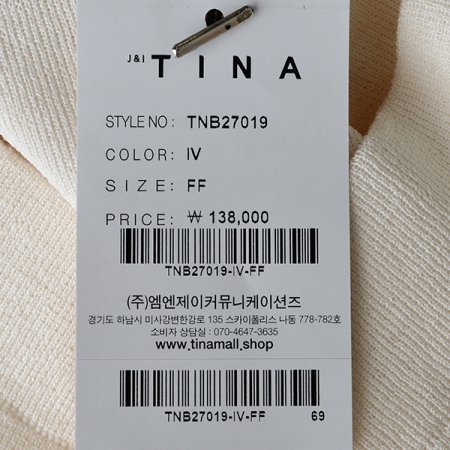 J&I TINA
STYLE NO : TNB27019
COLOR: IV
SIZE: FF
PRICE: ₩ 138,000
TNB27019-IV-FF
(주)엠엔제이커뮤니케이션즈
경기도 하남시 미사강변한강로 135 스카이폴리스 나동 778-782호
소비자 상담실 : 070-4647-3635
www.tinamall.shop
TNB27019-IV-FF 69